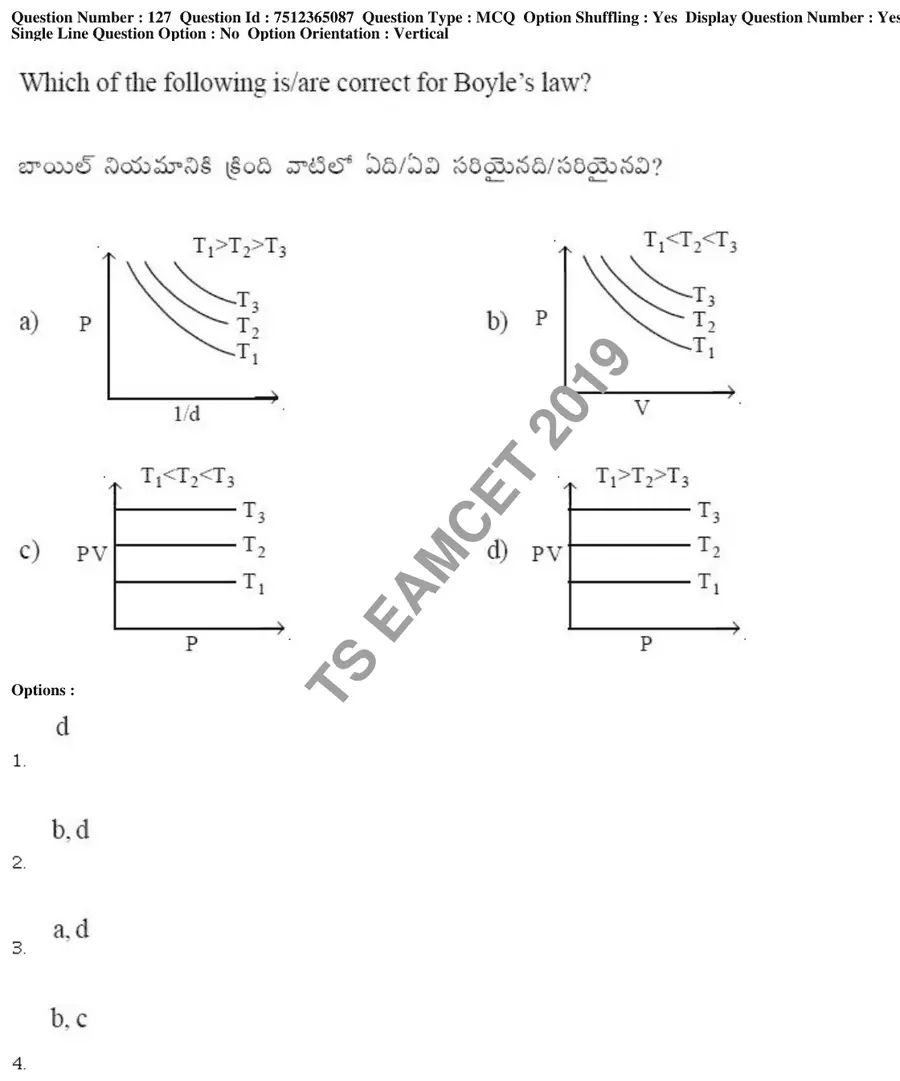 Question Number : 127 Question Id : 7512365087 Question Type : MCQ Option Shuffling : Yes Display Question Number : Yes
Single Line Question Option : No Option Orientation : Vertical
Which of the following is/are correct for Boyle's law?
బాయిల్ నియమానికి క్రింది వాటిలో ఏది/ఏవి సరియైనది/సరియైనవి?
a) P T₁>T₂>T₃ T₃ T₂ T₁ 1/d
b) P T₁<T₂<T₃ T₃ T₂ T₁ V
c) PV T₁<T₂<T₃ T₃ T₂ T₁ P
d) PV T₁>T₂>T₃ T₃ T₂ T₁ P
TS EAMCET 2019
Options :
d
1.
b, d
2.
a, d
3.
b, c
4.